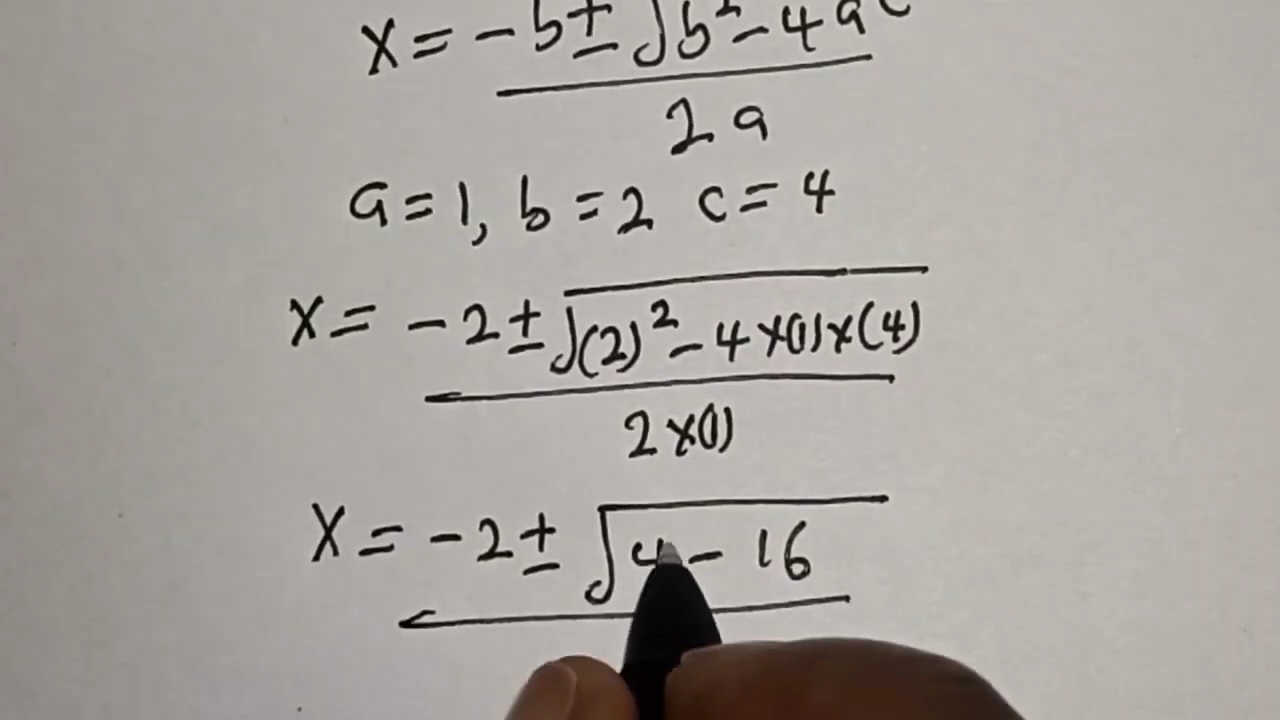 x = -b ± √b² - 4ac
2a
a = 1, b = 2 c = 4
x = -2 ± √(2)² - 4×(1)×(4)
2×(1)
x = -2 ± √4 - 16